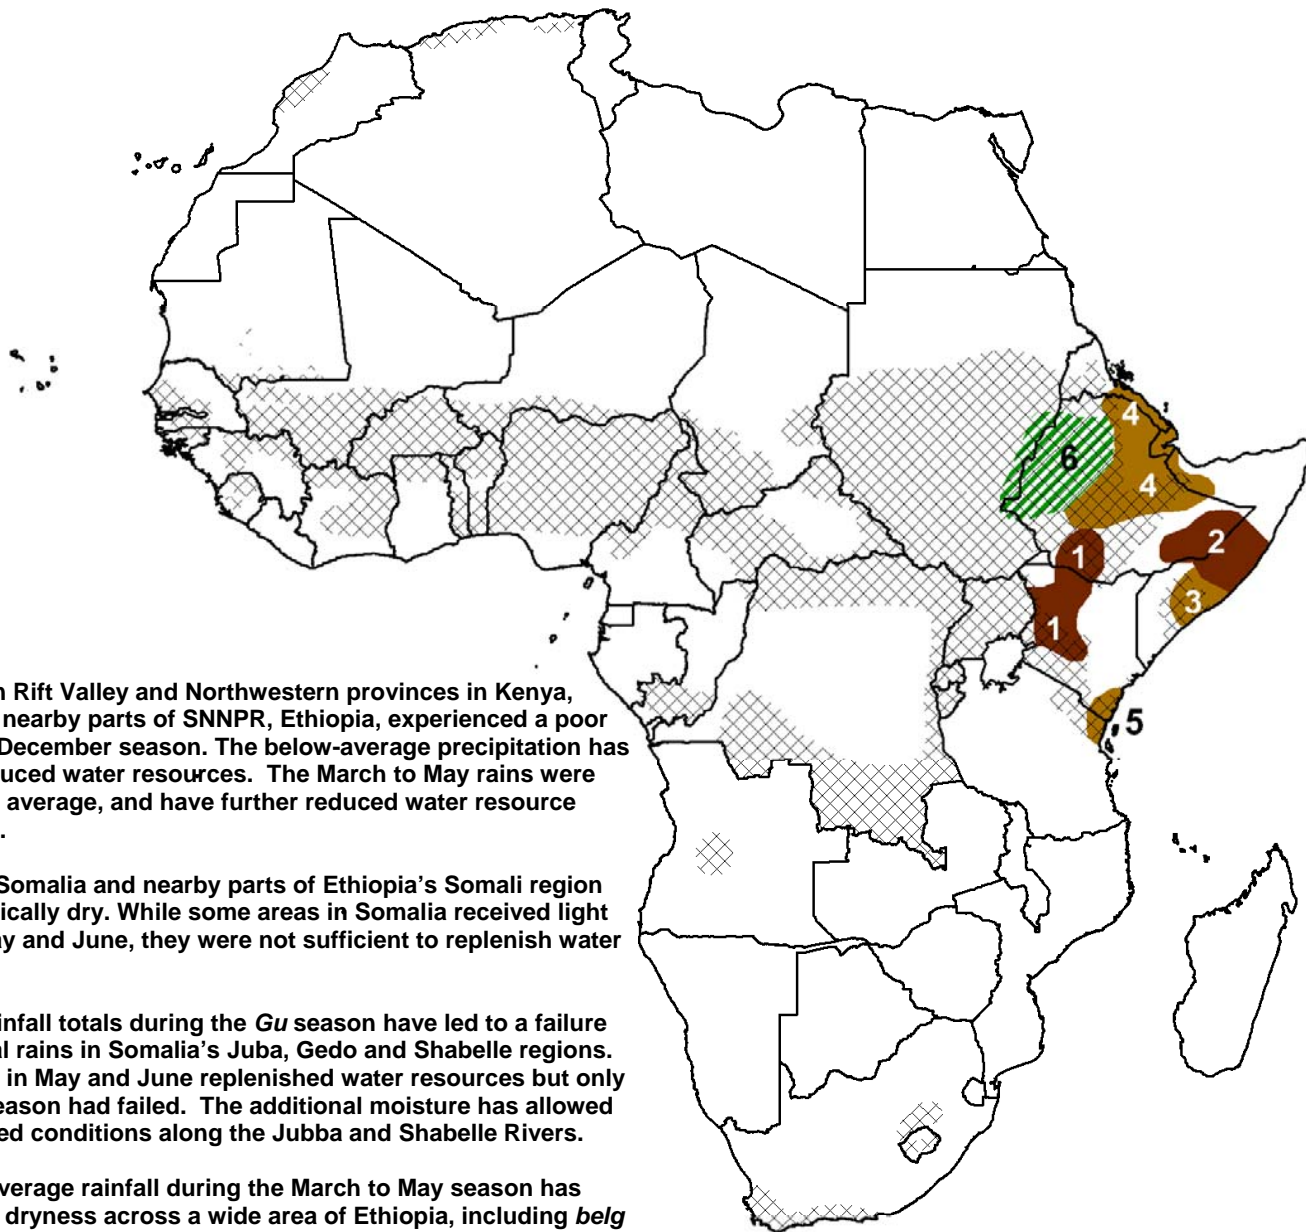 n Rift Valley and Northwestern provinces in Kenya,
nearby parts of SNNPR, Ethiopia, experienced a poor
December season. The below-average precipitation has
uced water resources. The March to May rains were
average, and have further reduced water resource
.
Somalia and nearby parts of Ethiopia's Somali region
ically dry. While some areas in Somalia received light
ay and June, they were not sufficient to replenish water
infall totals during the Gu season have led to a failure
al rains in Somalia's Juba, Gedo and Shabelle regions.
in May and June replenished water resources but only
eason had failed. The additional moisture has allowed
ed conditions along the Jubba and Shabelle Rivers.
verage rainfall during the March to May season has
dryness across a wide area of Ethiopia, including belg
4
6
4
2
1
3
1
5